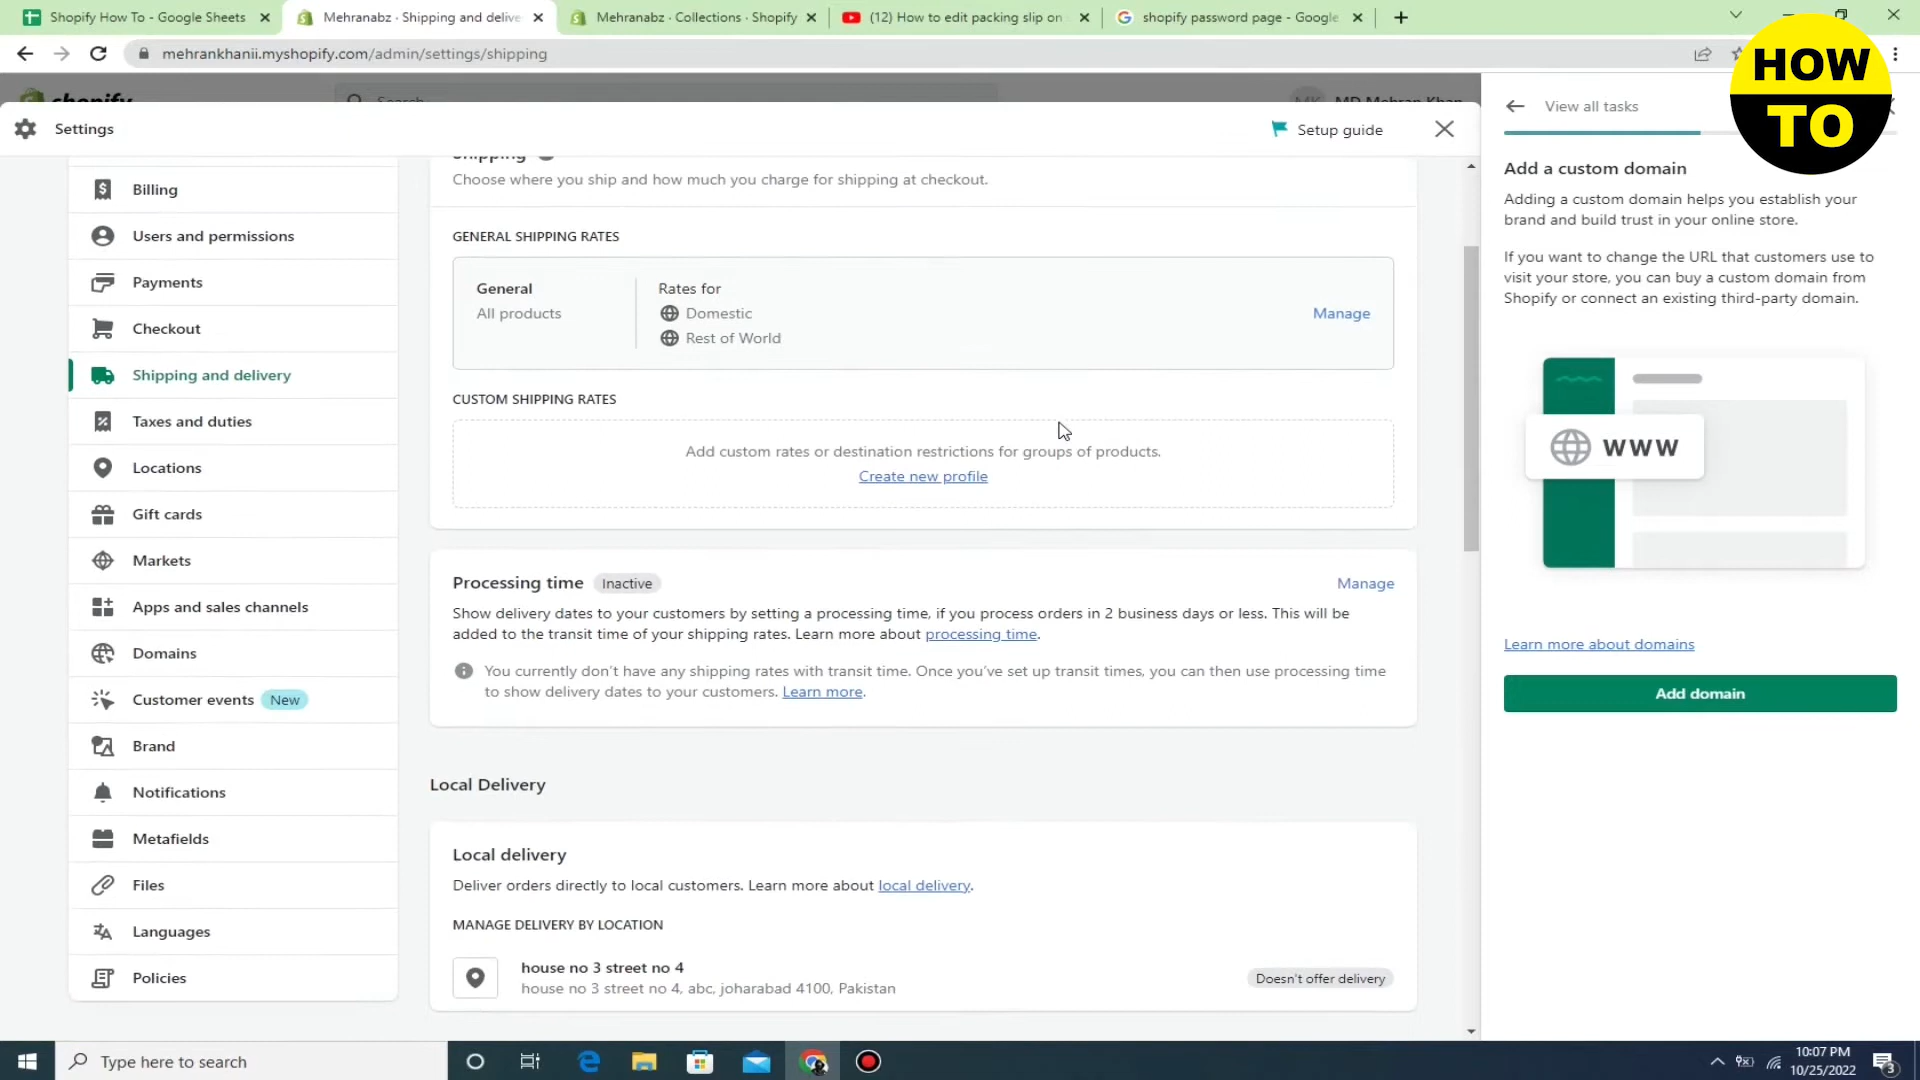 Shopify How To - Google Sheets
Mehranabz · Shipping and delive
Mehranabz · Collections · Shopify
(12) How to edit packing slip on
shopify password page - Google
mehrankhanii.myshopify.com/admin/settings/shipping
HOW
TO
shopify
Search
MD Mehran Khan
Settings
Setup guide
View all tasks
Billing
Users and permissions
Payments
Checkout
Shipping and delivery
Taxes and duties
Locations
Gift cards
Markets
Apps and sales channels
Domains
Customer events New
Brand
Notifications
Metafields
Files
Languages
Policies
Shipping
Choose where you ship and how much you charge for shipping at checkout.
GENERAL SHIPPING RATES
General
All products
Rates for
Domestic
Rest of World
Manage
CUSTOM SHIPPING RATES
Add custom rates or destination restrictions for groups of products.
Create new profile
Processing time Inactive
Manage
Show delivery dates to your customers by setting a processing time, if you process orders in 2 business days or less. This will be
added to the transit time of your shipping rates. Learn more about processing time.
You currently don't have any shipping rates with transit time. Once you've set up transit times, you can then use processing time
to show delivery dates to your customers. Learn more.
Local Delivery
Local delivery
Deliver orders directly to local customers. Learn more about local delivery.
MANAGE DELIVERY BY LOCATION
house no 3 street no 4
house no 3 street no 4, abc, joharabad 4100, Pakistan
Doesn't offer delivery
Add a custom domain
Adding a custom domain helps you establish your
brand and build trust in your online store.
If you want to change the URL that customers use to
visit your store, you can buy a custom domain from
Shopify or connect an existing third-party domain.
www
Learn more about domains
Add domain
Type here to search
10:07 PM
10/25/2022
3